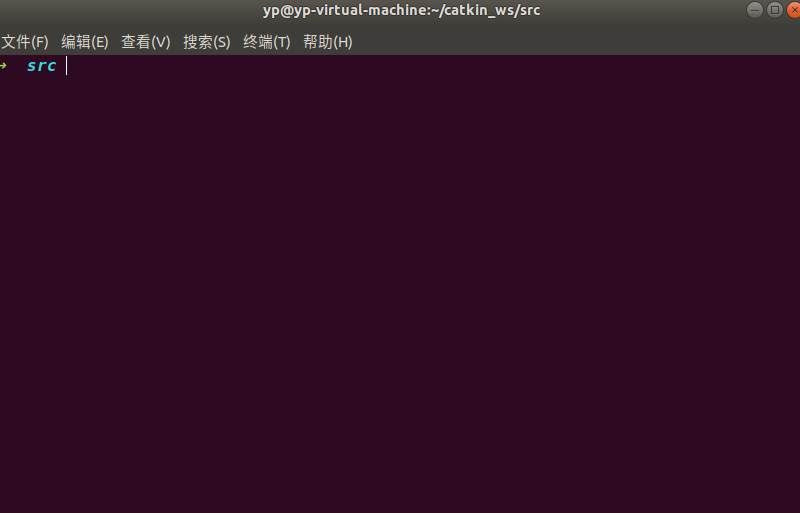 yp@yp-virtual-machine:~/catkin_ws/src
文件(F) 编辑(E) 查看(V) 搜索(S) 终端(T) 帮助(H)
→ src